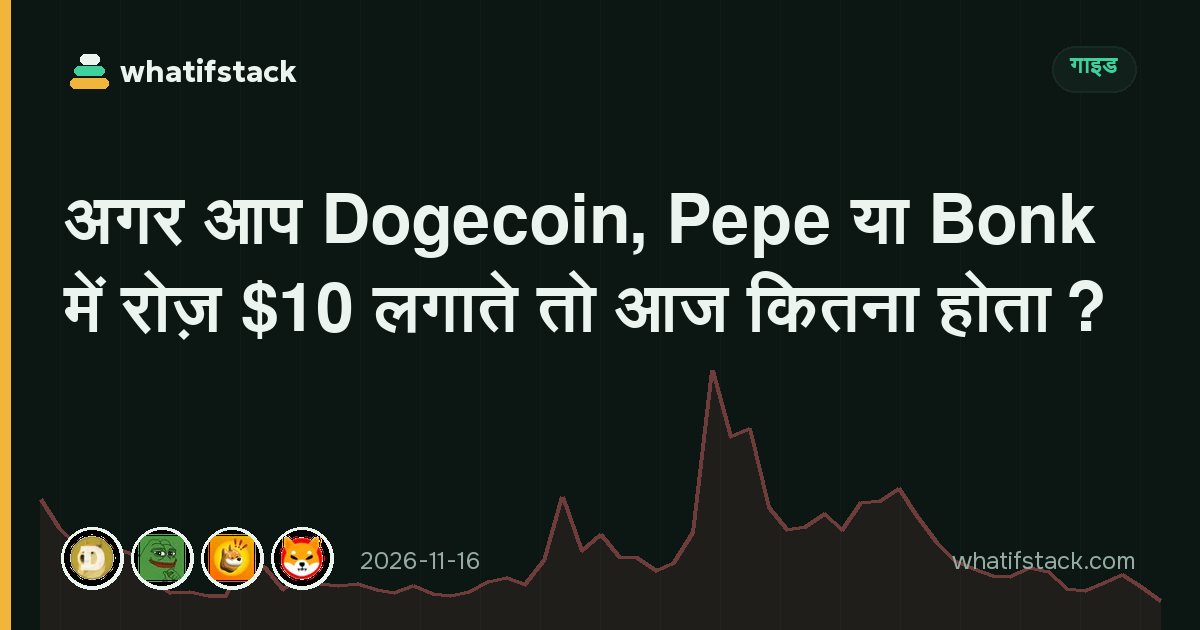 whatifstack
गाइड
अगर आप Dogecoin, Pepe या Bonk
में रोज़ $10 लगाते तो आज कितना होता ?
2026-11-16
whatifstack.com